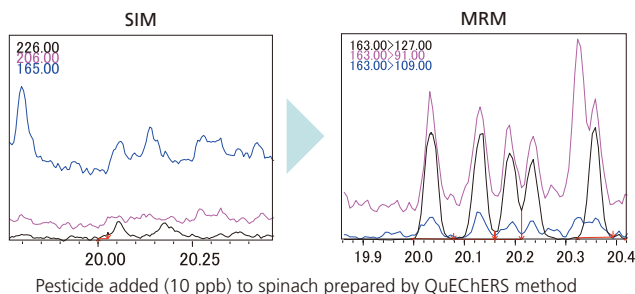 SIM
226.00
206.00
165.00
20.00 20.25
MRM
163.00>127.00
163.00>91.00
163.00>109.00
19.9 20.0 20.1 20.2 20.3 20.4
Pesticide added (10 ppb) to spinach prepared by QuEChERS method